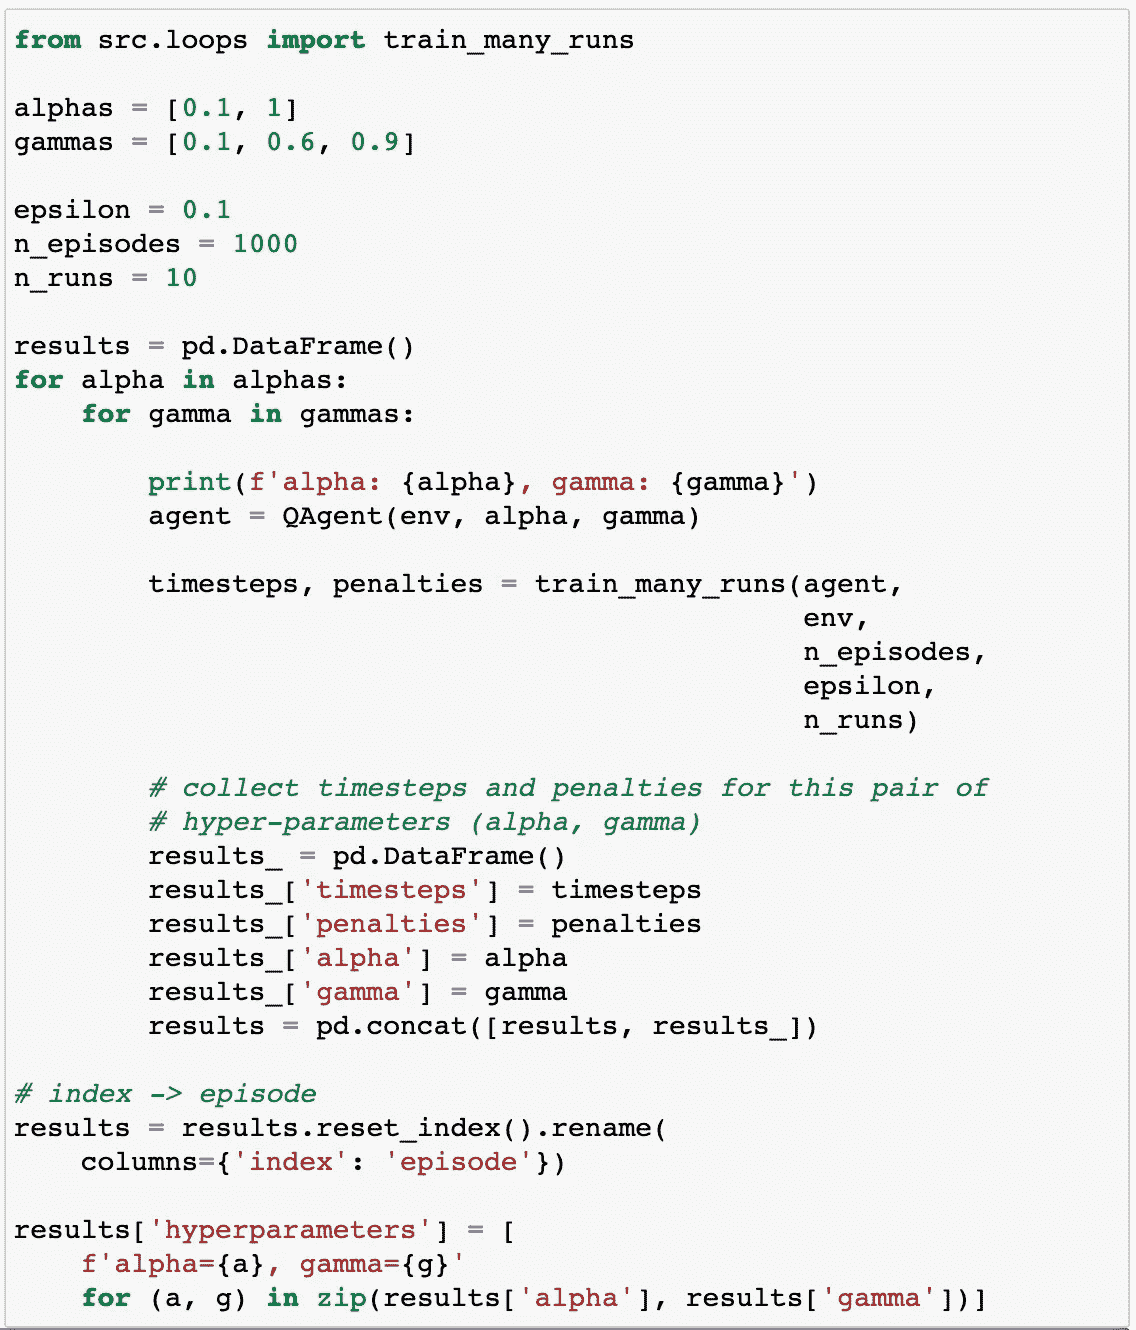 from src.loops import train_many_runs

alphas = [0.1, 1]
gammas = [0.1, 0.6, 0.9]

epsilon = 0.1
n_episodes = 1000
n_runs = 10

results = pd.DataFrame()
for alpha in alphas:
    for gamma in gammas:

        print(f'alpha: {alpha}, gamma: {gamma}')
        agent = QAgent(env, alpha, gamma)

        timesteps, penalties = train_many_runs(agent,
                                               env,
                                               n_episodes,
                                               epsilon,
                                               n_runs)

        # collect timesteps and penalties for this pair of
        # hyper-parameters (alpha, gamma)
        results_ = pd.DataFrame()
        results_['timesteps'] = timesteps
        results_['penalties'] = penalties
        results_['alpha'] = alpha
        results_['gamma'] = gamma
        results = pd.concat([results, results_])

# index -> episode
results = results.reset_index().rename(
    columns={'index': 'episode'})

results['hyperparameters'] = [
    f'alpha={a}, gamma={g}'
    for (a, g) in zip(results['alpha'], results['gamma'])]